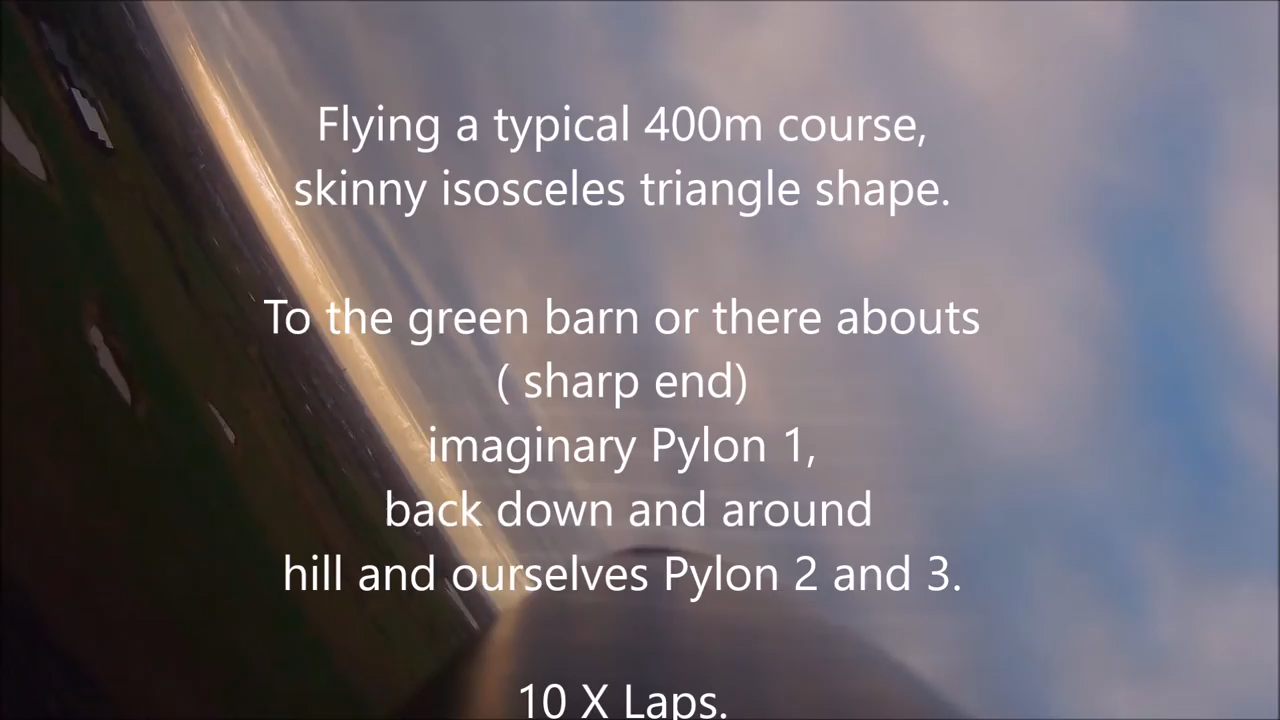 Flying a typical 400m course,
skinny isosceles triangle shape.
To the green barn or there abouts
( sharp end)
imaginary Pylon 1,
back down and around
hill and ourselves Pylon 2 and 3.
10 X Laps.